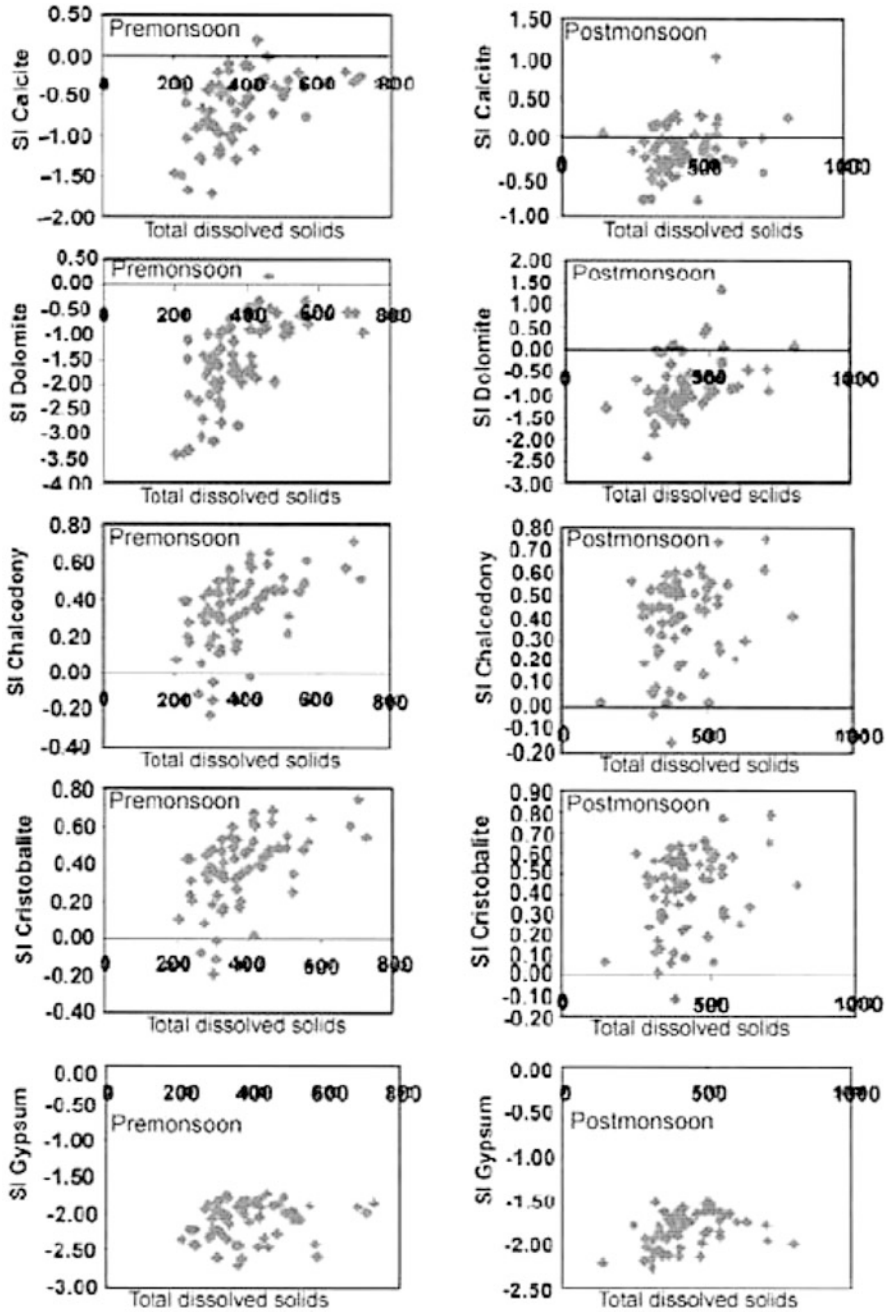 Premonsoon
SI Calcite
0.50
0.00
-0.50
-1.00
-1.50
-2.00
0 200 400 600 800
Total dissolved solids
Postmonsoon
SI Calcite
1.50
1.00
0.50
0.00
-0.50
-1.00
0 500 1000
Total dissolved solids
Premonsoon
SI Dolomite
0.50
0.00
-0.50
-1.00
-1.50
-2.00
-2.50
-3.00
-3.50
-4.00
0 200 400 600 800
Total dissolved solids
Postmonsoon
SI Dolomite
2.00
1.50
1.00
0.50
0.00
-0.50
-1.00
-1.50
-2.00
-2.50
-3.00
0 500 1000
Total dissolved solids
Premonsoon
SI Chalcedony
0.80
0.60
0.40
0.20
0.00
-0.20
-0.40
0 200 400 600 800
Total dissolved solids
Postmonsoon
SI Chalcedony
0.80
0.70
0.60
0.50
0.40
0.30
0.20
0.10
0.00
-0.10
-0.20
0 500 1000
Total dissolved solids
Premonsoon
SI Cristobalite
0.80
0.60
0.40
0.20
0.00
-0.20
-0.40
0 200 400 600 800
Total dissolved solids
Postmonsoon
SI Cristobalite
0.90
0.80
0.70
0.60
0.50
0.40
0.30
0.20
0.10
0.00
-0.10
-0.20
0 500 1000
Total dissolved solids
Premonsoon
SI Gypsum
0.00
-0.50
-1.00
-1.50
-2.00
-2.50
-3.00
0 200 400 600 800
Total dissolved solids
Postmonsoon
SI Gypsum
0.00
-0.50
-1.00
-1.50
-2.00
-2.50
0 500 1000
Total dissolved solids